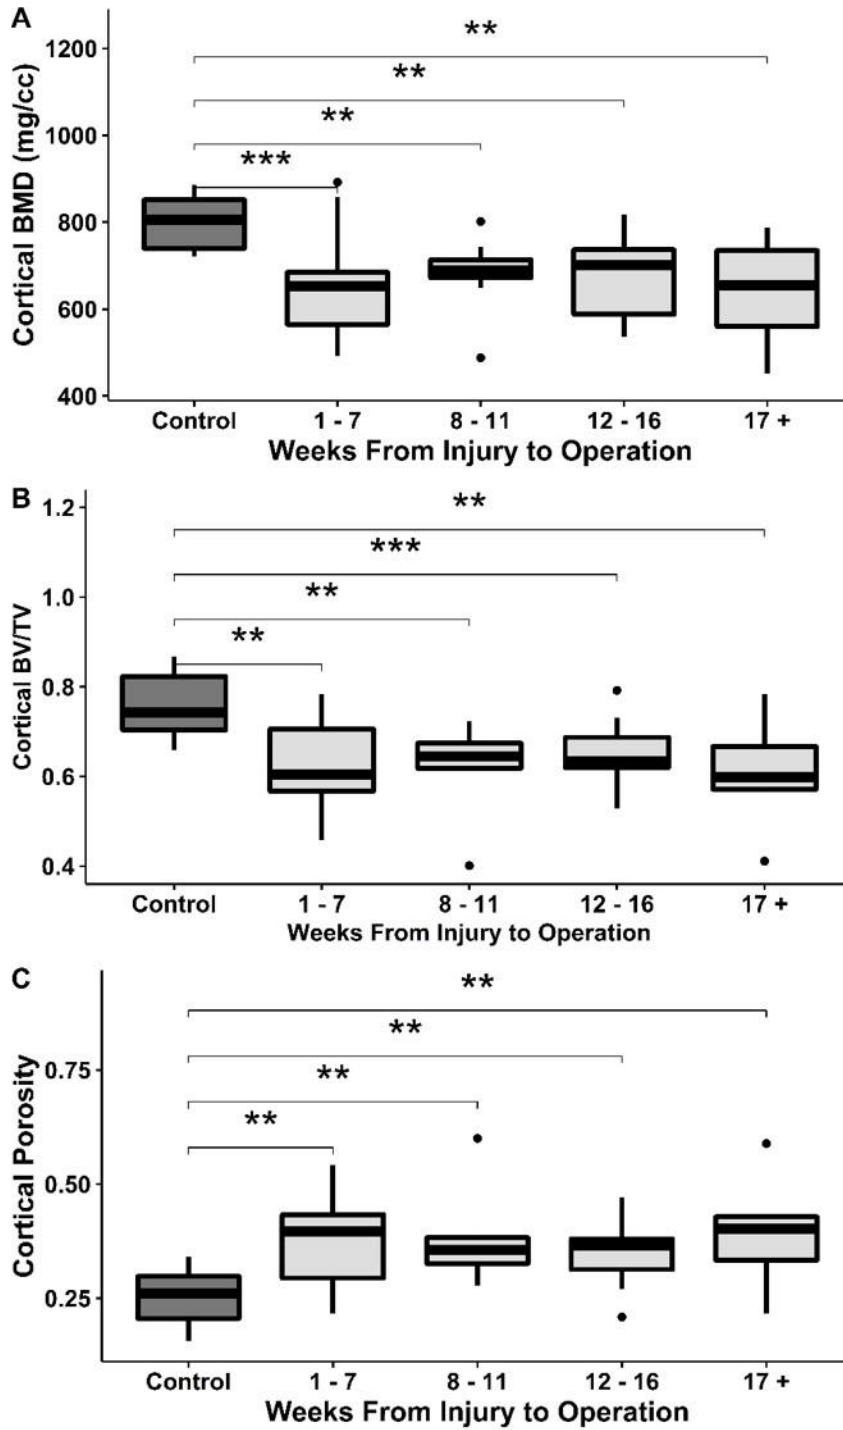 A
**
1200
**
**
1000
***
Cortical BMD (mg/cc)
800
600
400
Control 1 - 7 8 - 11 12 - 16 17 +
Weeks From Injury to Operation
B
1.2
**
***
1.0
**
**
Cortical BV/TV
0.8
0.6
0.4
Control 1 - 7 8 - 11 12 - 16 17 +
Weeks From Injury to Operation
C
**
**
0.75
**
**
Cortical Porosity
0.50
0.25
Control 1 - 7 8 - 11 12 - 16 17 +
Weeks From Injury to Operation